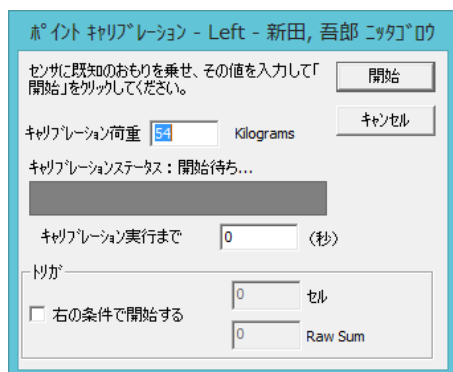 ﾎﾟｲﾝﾄ ｷｬﾘﾌﾞﾚｰｼｮﾝ - Left - 新田, 吾郎 ﾆｯﾀｺﾞﾛｳ
センサに既知のおもりを乗せ、その値を入力して「
開始」をクリックしてください。
開始
キャンセル
キャリブレーション荷重 54 Kilograms
キャリブレーションステータス：開始待ち...
キャリブレーション実行まで 0 （秒）
トリガ
右の条件で開始する
0 セル
0 Raw Sum